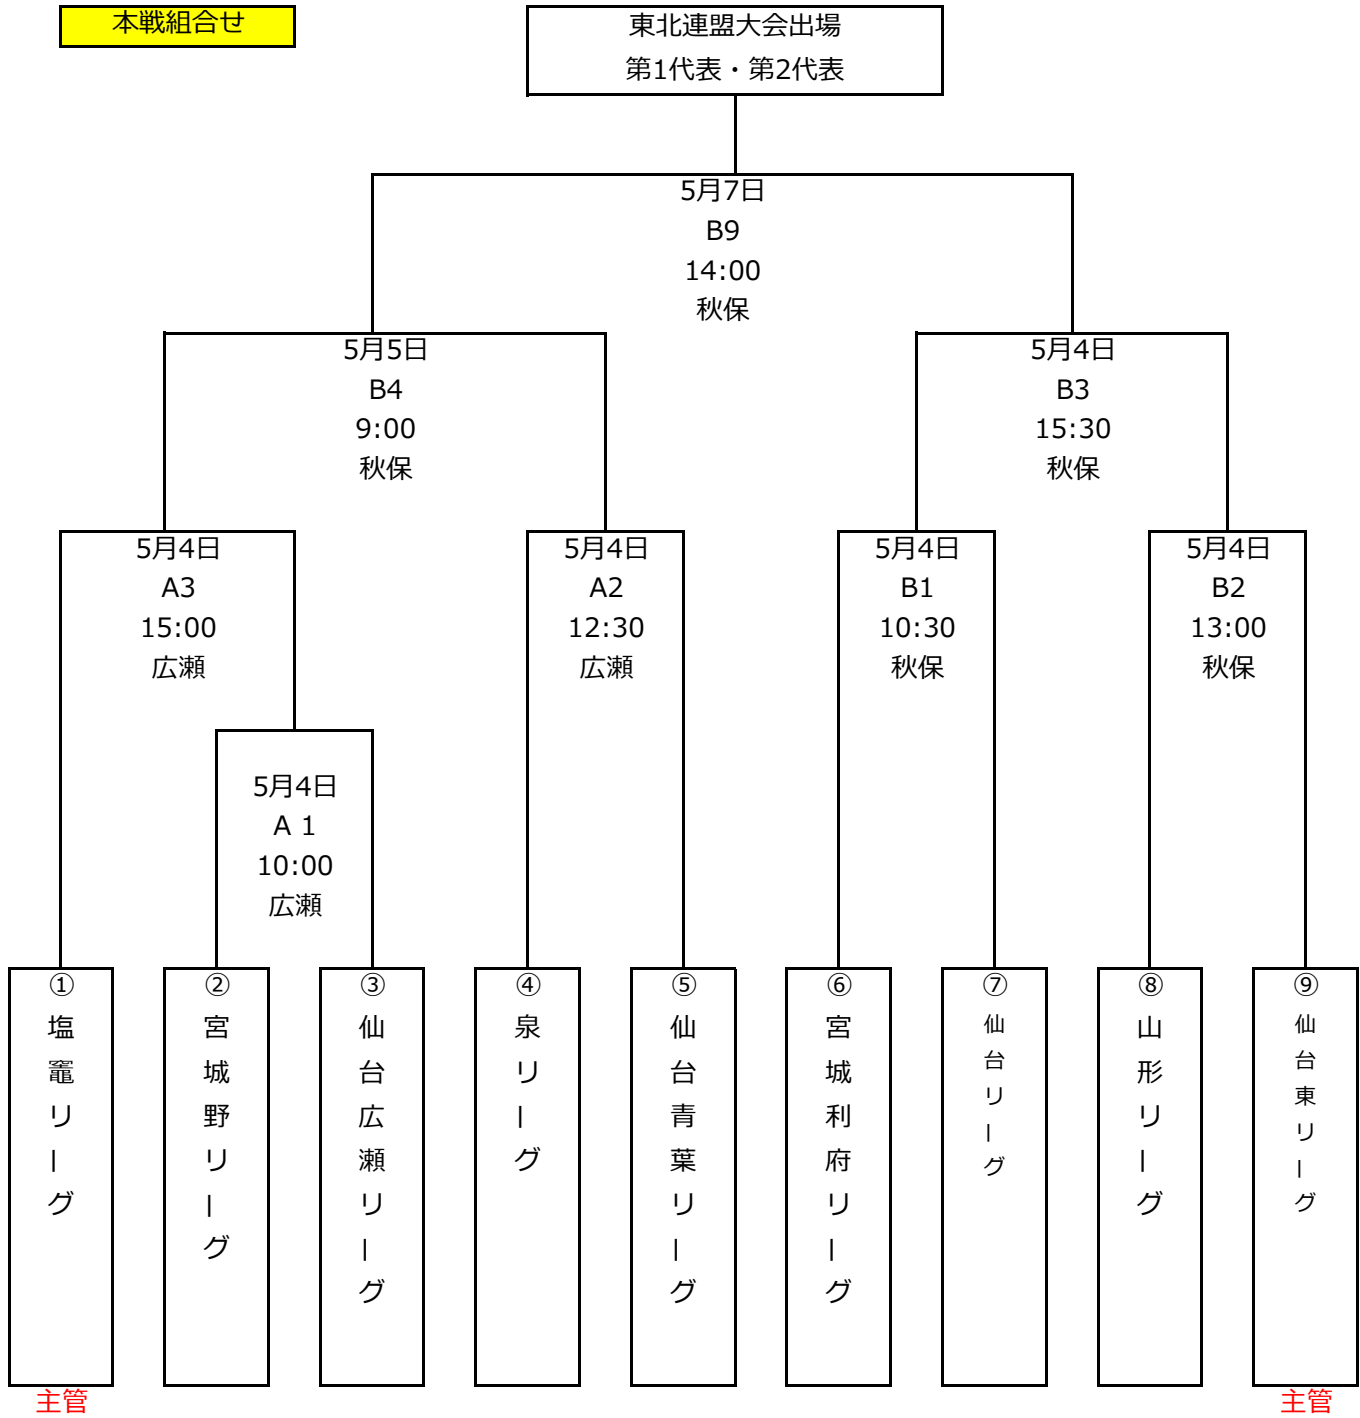 本戦組合せ
東北連盟大会出場
第1代表・第2代表
5月7日
B9
14:00
秋保
5月5日
B4
9:00
秋保
5月4日
B3
15:30
秋保
5月4日
A3
15:00
広瀬
5月4日
A2
12:30
広瀬
5月4日
B1
10:30
秋保
5月4日
B2
13:00
秋保
5月4日
A 1
10:00
広瀬
①塩竈リーグ
②宮城野リーグ
③仙台広瀬リーグ
④泉リーグ
⑤仙台青葉リーグ
⑥宮城利府リーグ
⑦仙台リーグ
⑧山形リーグ
⑨仙台東リーグ
主管
主管